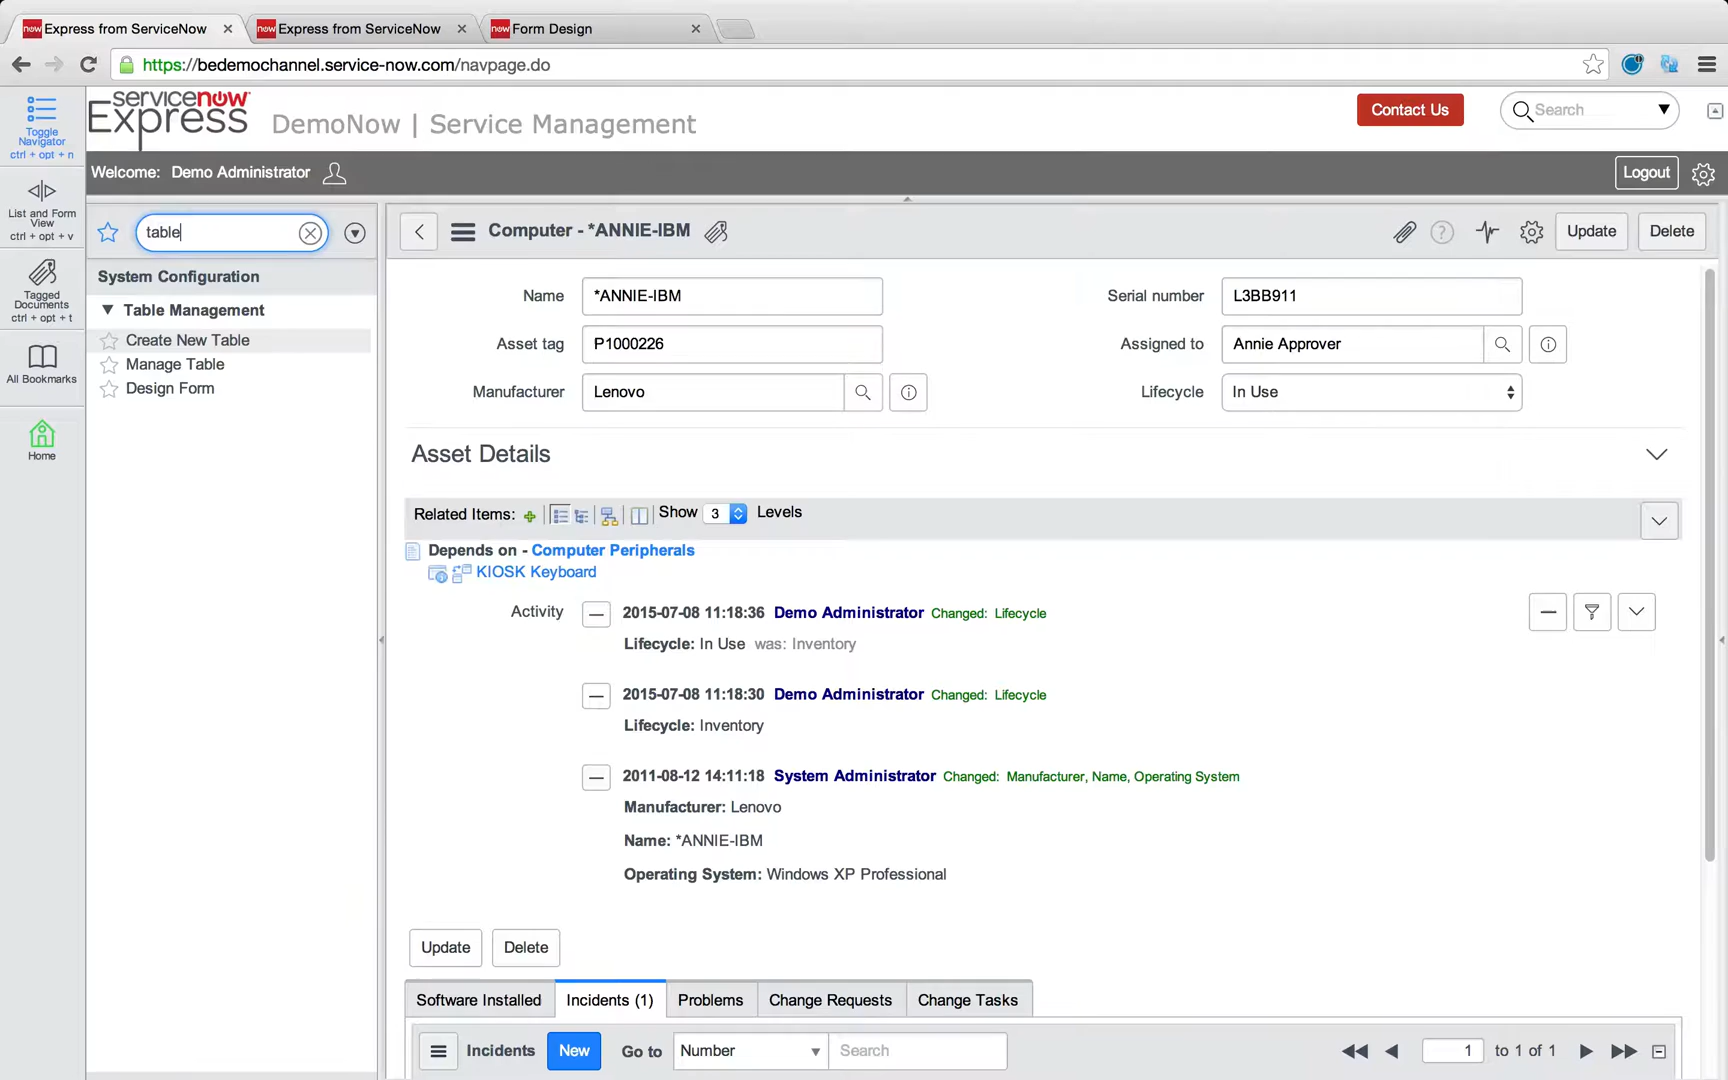 now Express from ServiceNow
now Express from ServiceNow
now Form Design
https://bedemochannel.service-now.com/navpage.do
Toggle
Navigator
ctrl + opt + n
List and Form
View
ctrl + opt + v
Tagged
Documents
ctrl + opt + t
All Bookmarks
Home
servicenow
Express
DemoNow | Service Management
Contact Us
Search
Welcome: Demo Administrator
Logout
table
System Configuration
Table Management
Create New Table
Manage Table
Design Form
Computer - *ANNIE-IBM
Update
Delete
Name *ANNIE-IBM
Serial number L3BB911
Asset tag P1000226
Assigned to Annie Approver
Manufacturer Lenovo
Lifecycle In Use
Asset Details
Related Items: Show 3 Levels
Depends on - Computer Peripherals
KIOSK Keyboard
Activity
2015-07-08 11:18:36 Demo Administrator Changed: Lifecycle
Lifecycle: In Use was: Inventory
2015-07-08 11:18:30 Demo Administrator Changed: Lifecycle
Lifecycle: Inventory
2011-08-12 14:11:18 System Administrator Changed: Manufacturer, Name, Operating System
Manufacturer: Lenovo
Name: *ANNIE-IBM
Operating System: Windows XP Professional
Update
Delete
Software Installed
Incidents (1)
Problems
Change Requests
Change Tasks
Incidents New Go to Number Search
1 to 1 of 1